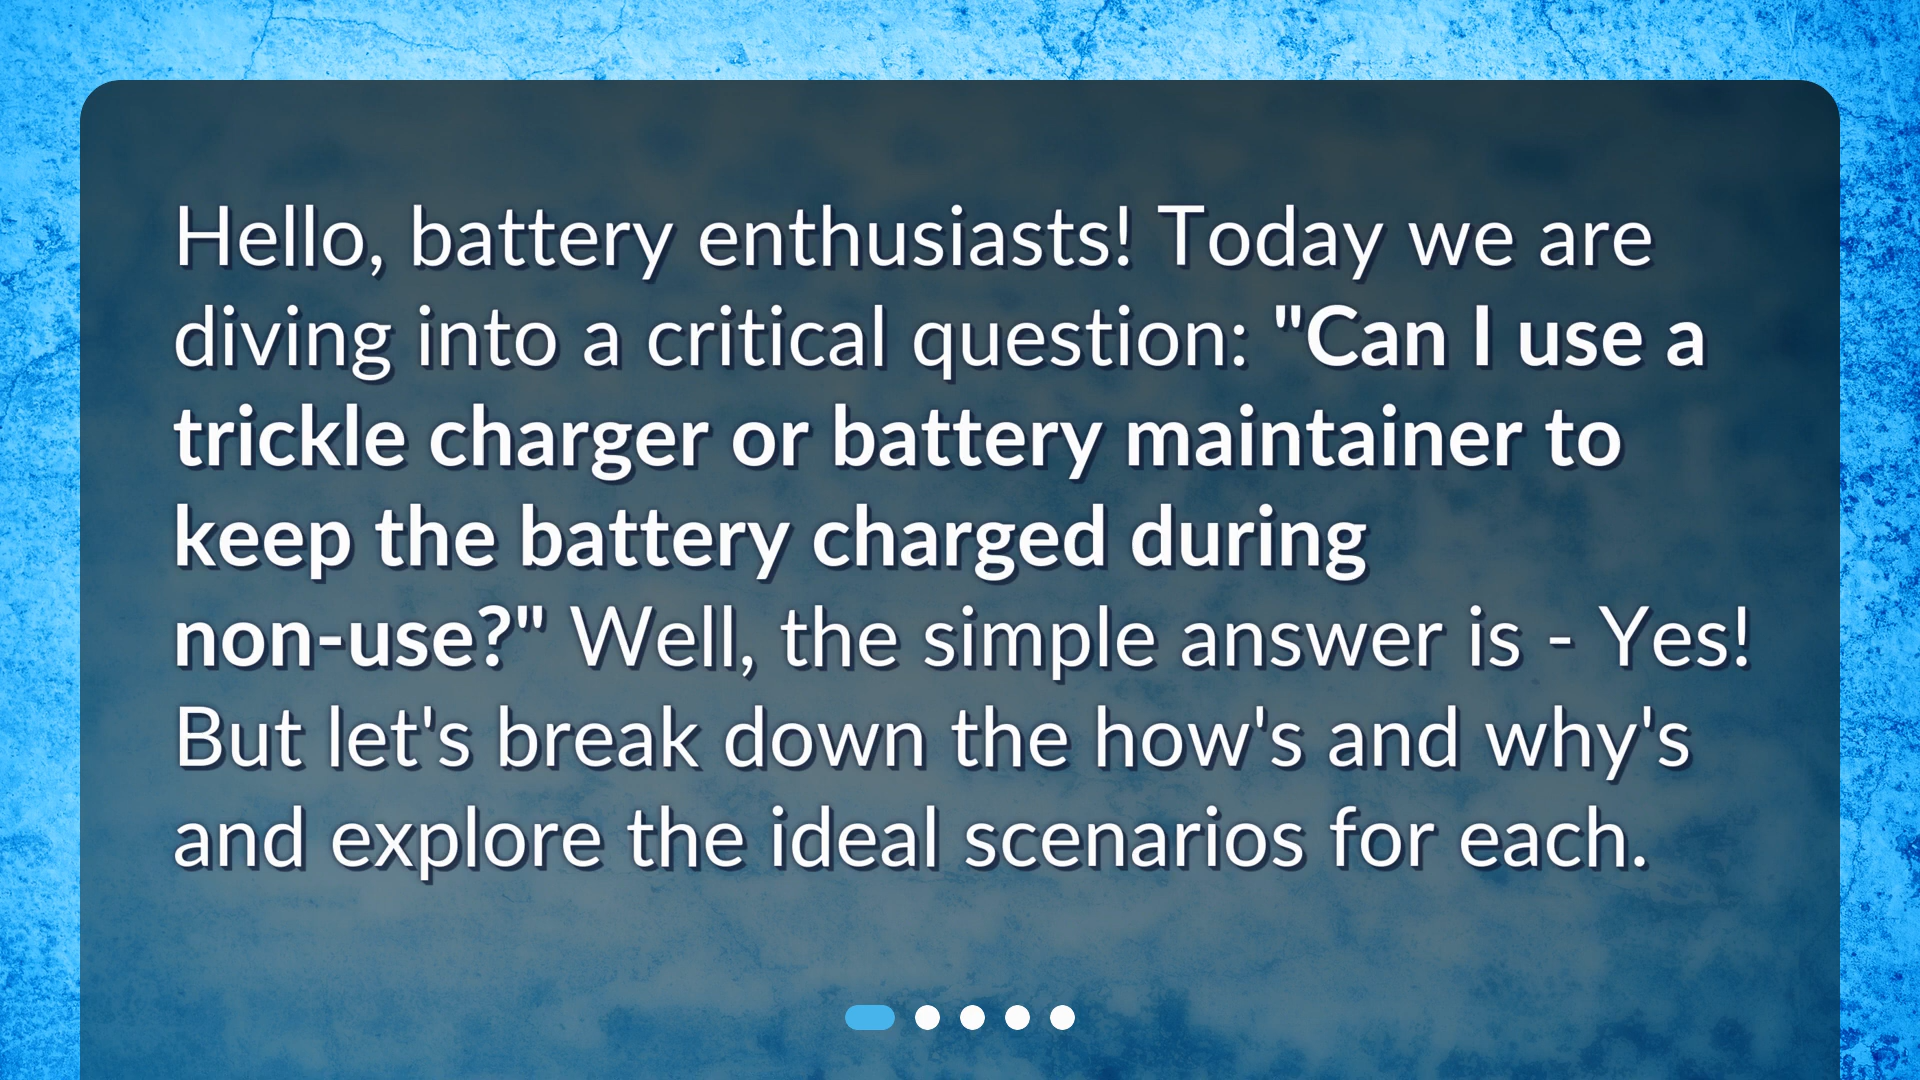 Hello, battery enthusiasts! Today we are
diving into a critical question: "Can I use a
trickle charger or battery maintainer to
keep the battery charged during
non-use?" Well, the simple answer is - Yes!
But let's break down the how's and why's
and explore the ideal scenarios for each.